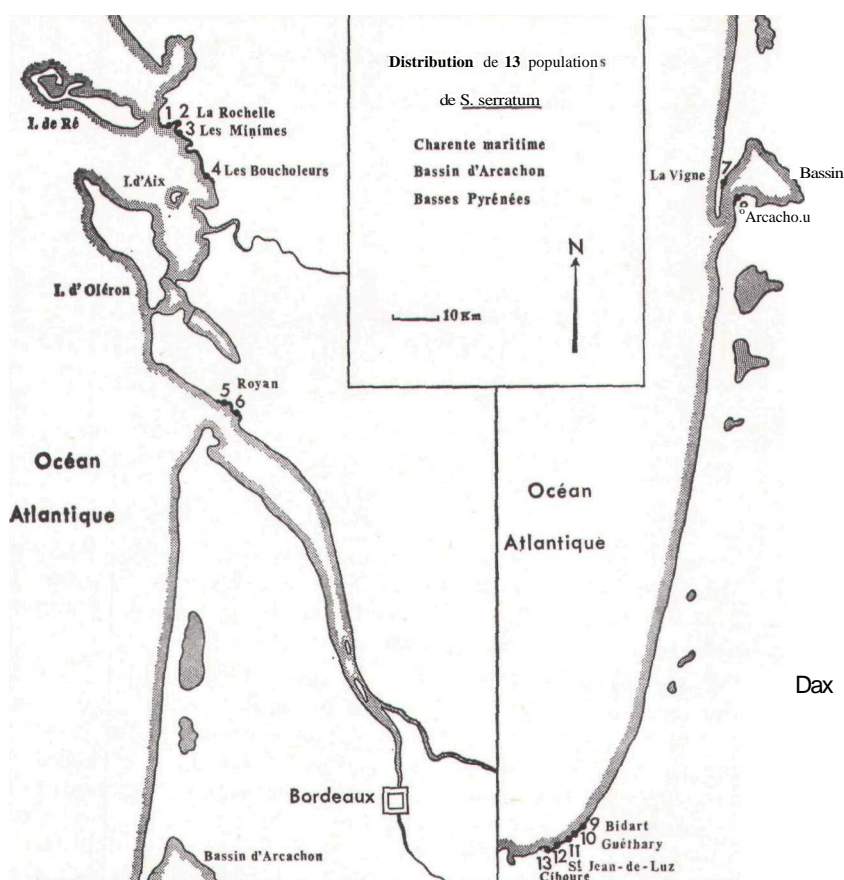 Distribution de 13 populations
de S. serratum
Charente maritime
Bassin d'Arcachon
Basses Pyrénées
N
10 Km
I. de Ré
1 2 La Rochelle
3 Les Minimes
4 Les Boucholeurs
I. d'Aix
I. d'Oléron
5 Royan
6
Océan
Atlantique
Bordeaux
Bassin d'Arcachon
La Vigne 7 Bassin
8 Arcacho.u
Océan
Atlantique
Dax
9 Bidart
10 Guéthary
11 St Jean-de-Luz
13 12
Ciboure